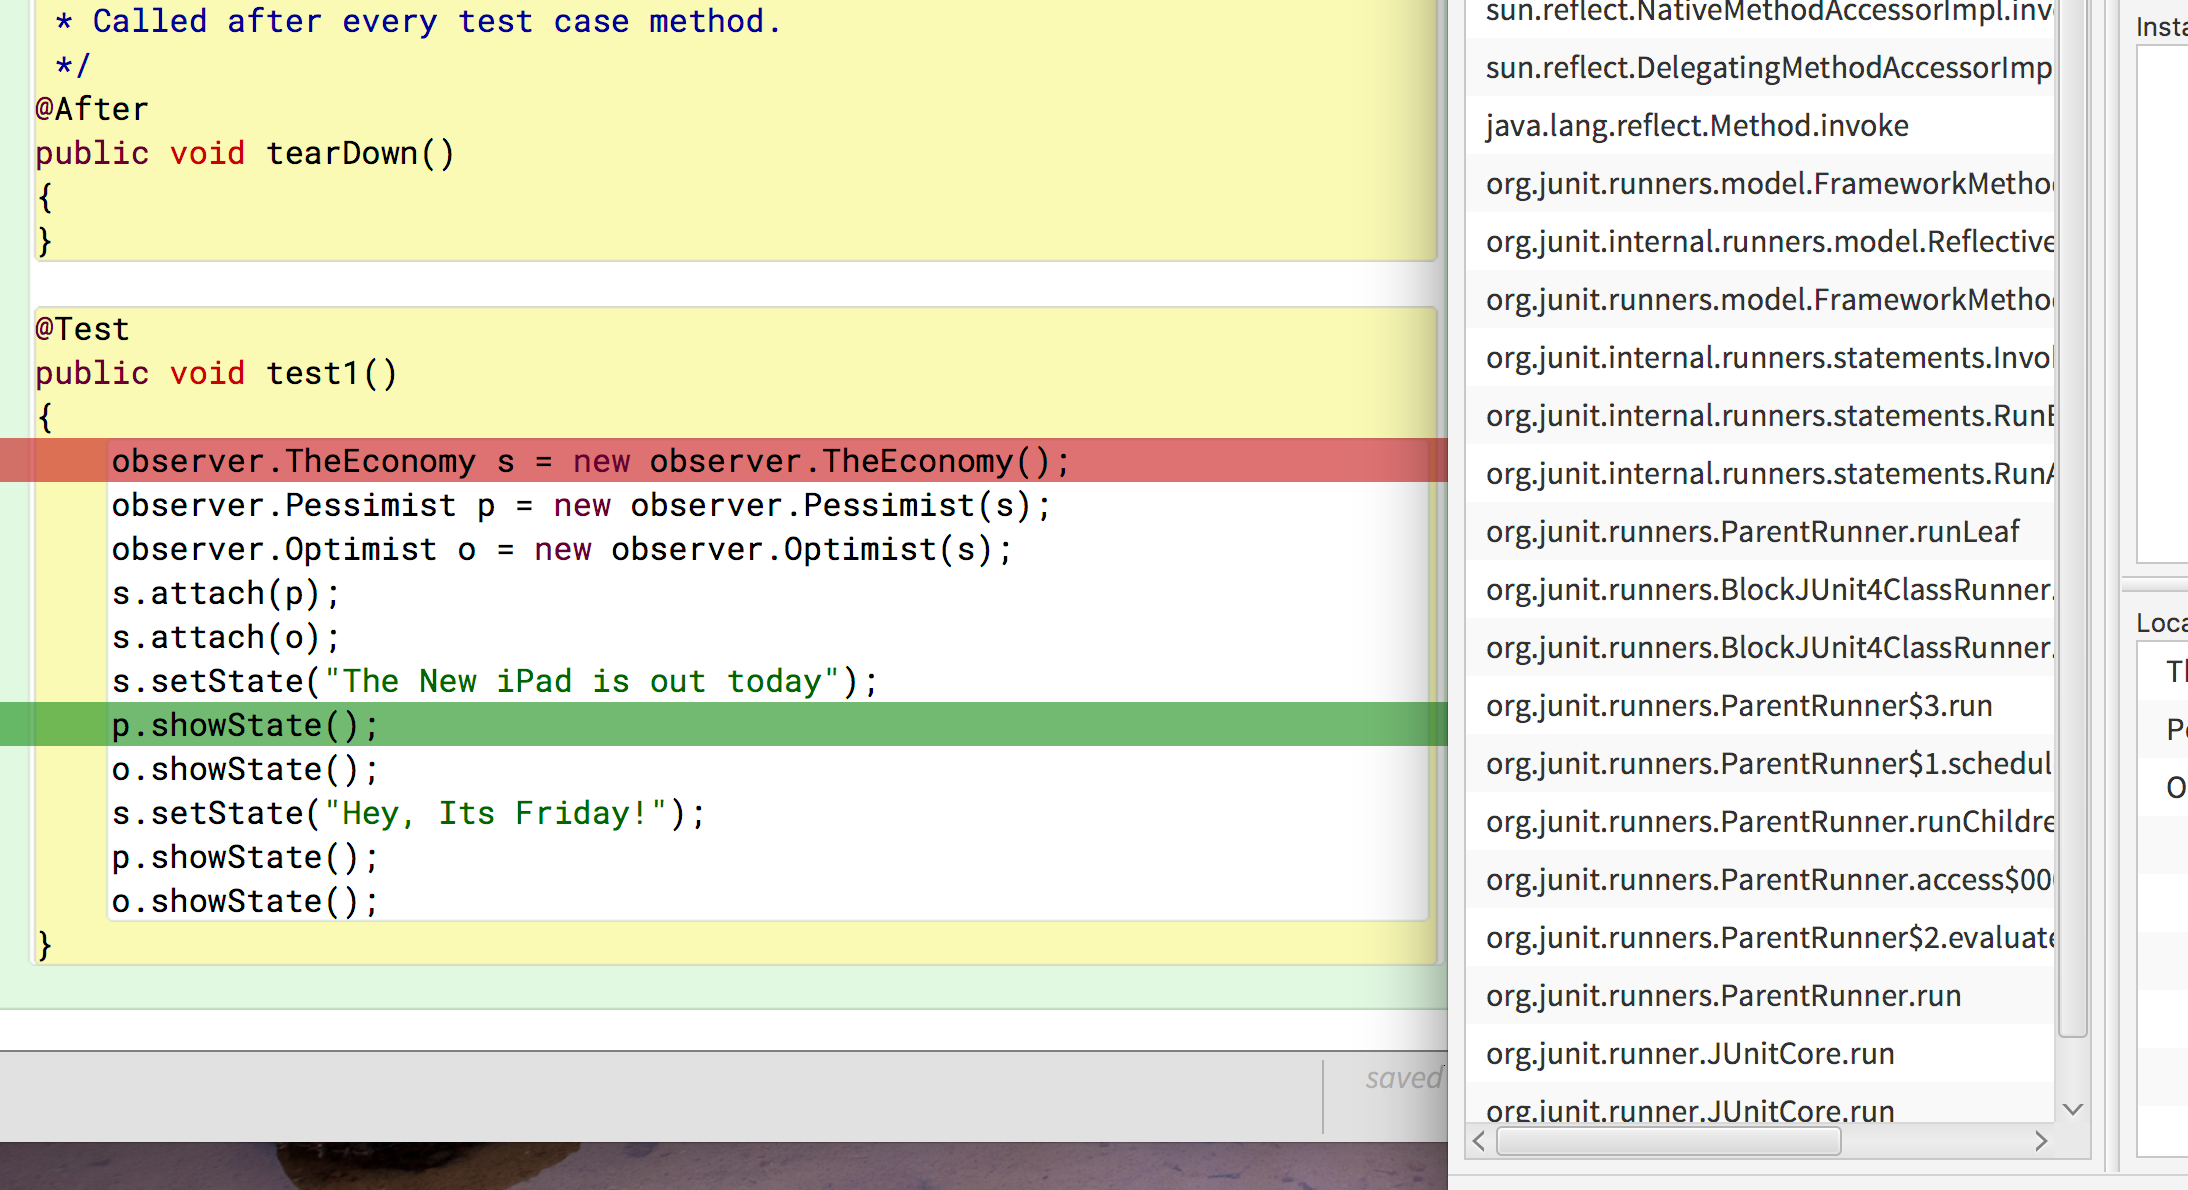 * Called after every test case method.
*/
@After
public void tearDown()
{
}
@Test
public void test1()
{
observer.TheEconomy s = new observer.TheEconomy();
observer.Pessimist p = new observer.Pessimist(s);
observer.Optimist o = new observer.Optimist(s);
s.attach(p);
s.attach(o);
s.setState("The New iPad is out today");
p.showState();
o.showState();
s.setState("Hey, Its Friday!");
p.showState();
o.showState();
}
saved
sun.reflect.NativeMethodAccessorImpl.inv
sun.reflect.DelegatingMethodAccessorImp
java.lang.reflect.Method.invoke
org.junit.runners.model.FrameworkMetho
org.junit.internal.runners.model.Reflective
org.junit.runners.model.FrameworkMetho
org.junit.internal.runners.statements.Invo
org.junit.internal.runners.statements.Run
org.junit.internal.runners.statements.Run
org.junit.runners.ParentRunner.runLeaf
org.junit.runners.BlockJUnit4ClassRunner.
org.junit.runners.BlockJUnit4ClassRunner.
org.junit.runners.ParentRunner$3.run
org.junit.runners.ParentRunner$1.schedul
org.junit.runners.ParentRunner.runChildre
org.junit.runners.ParentRunner.access$00
org.junit.runners.ParentRunner$2.evaluate
org.junit.runners.ParentRunner.run
org.junit.runner.JUnitCore.run
org.junit.runner.JUnitCore.run
Insta
Loca